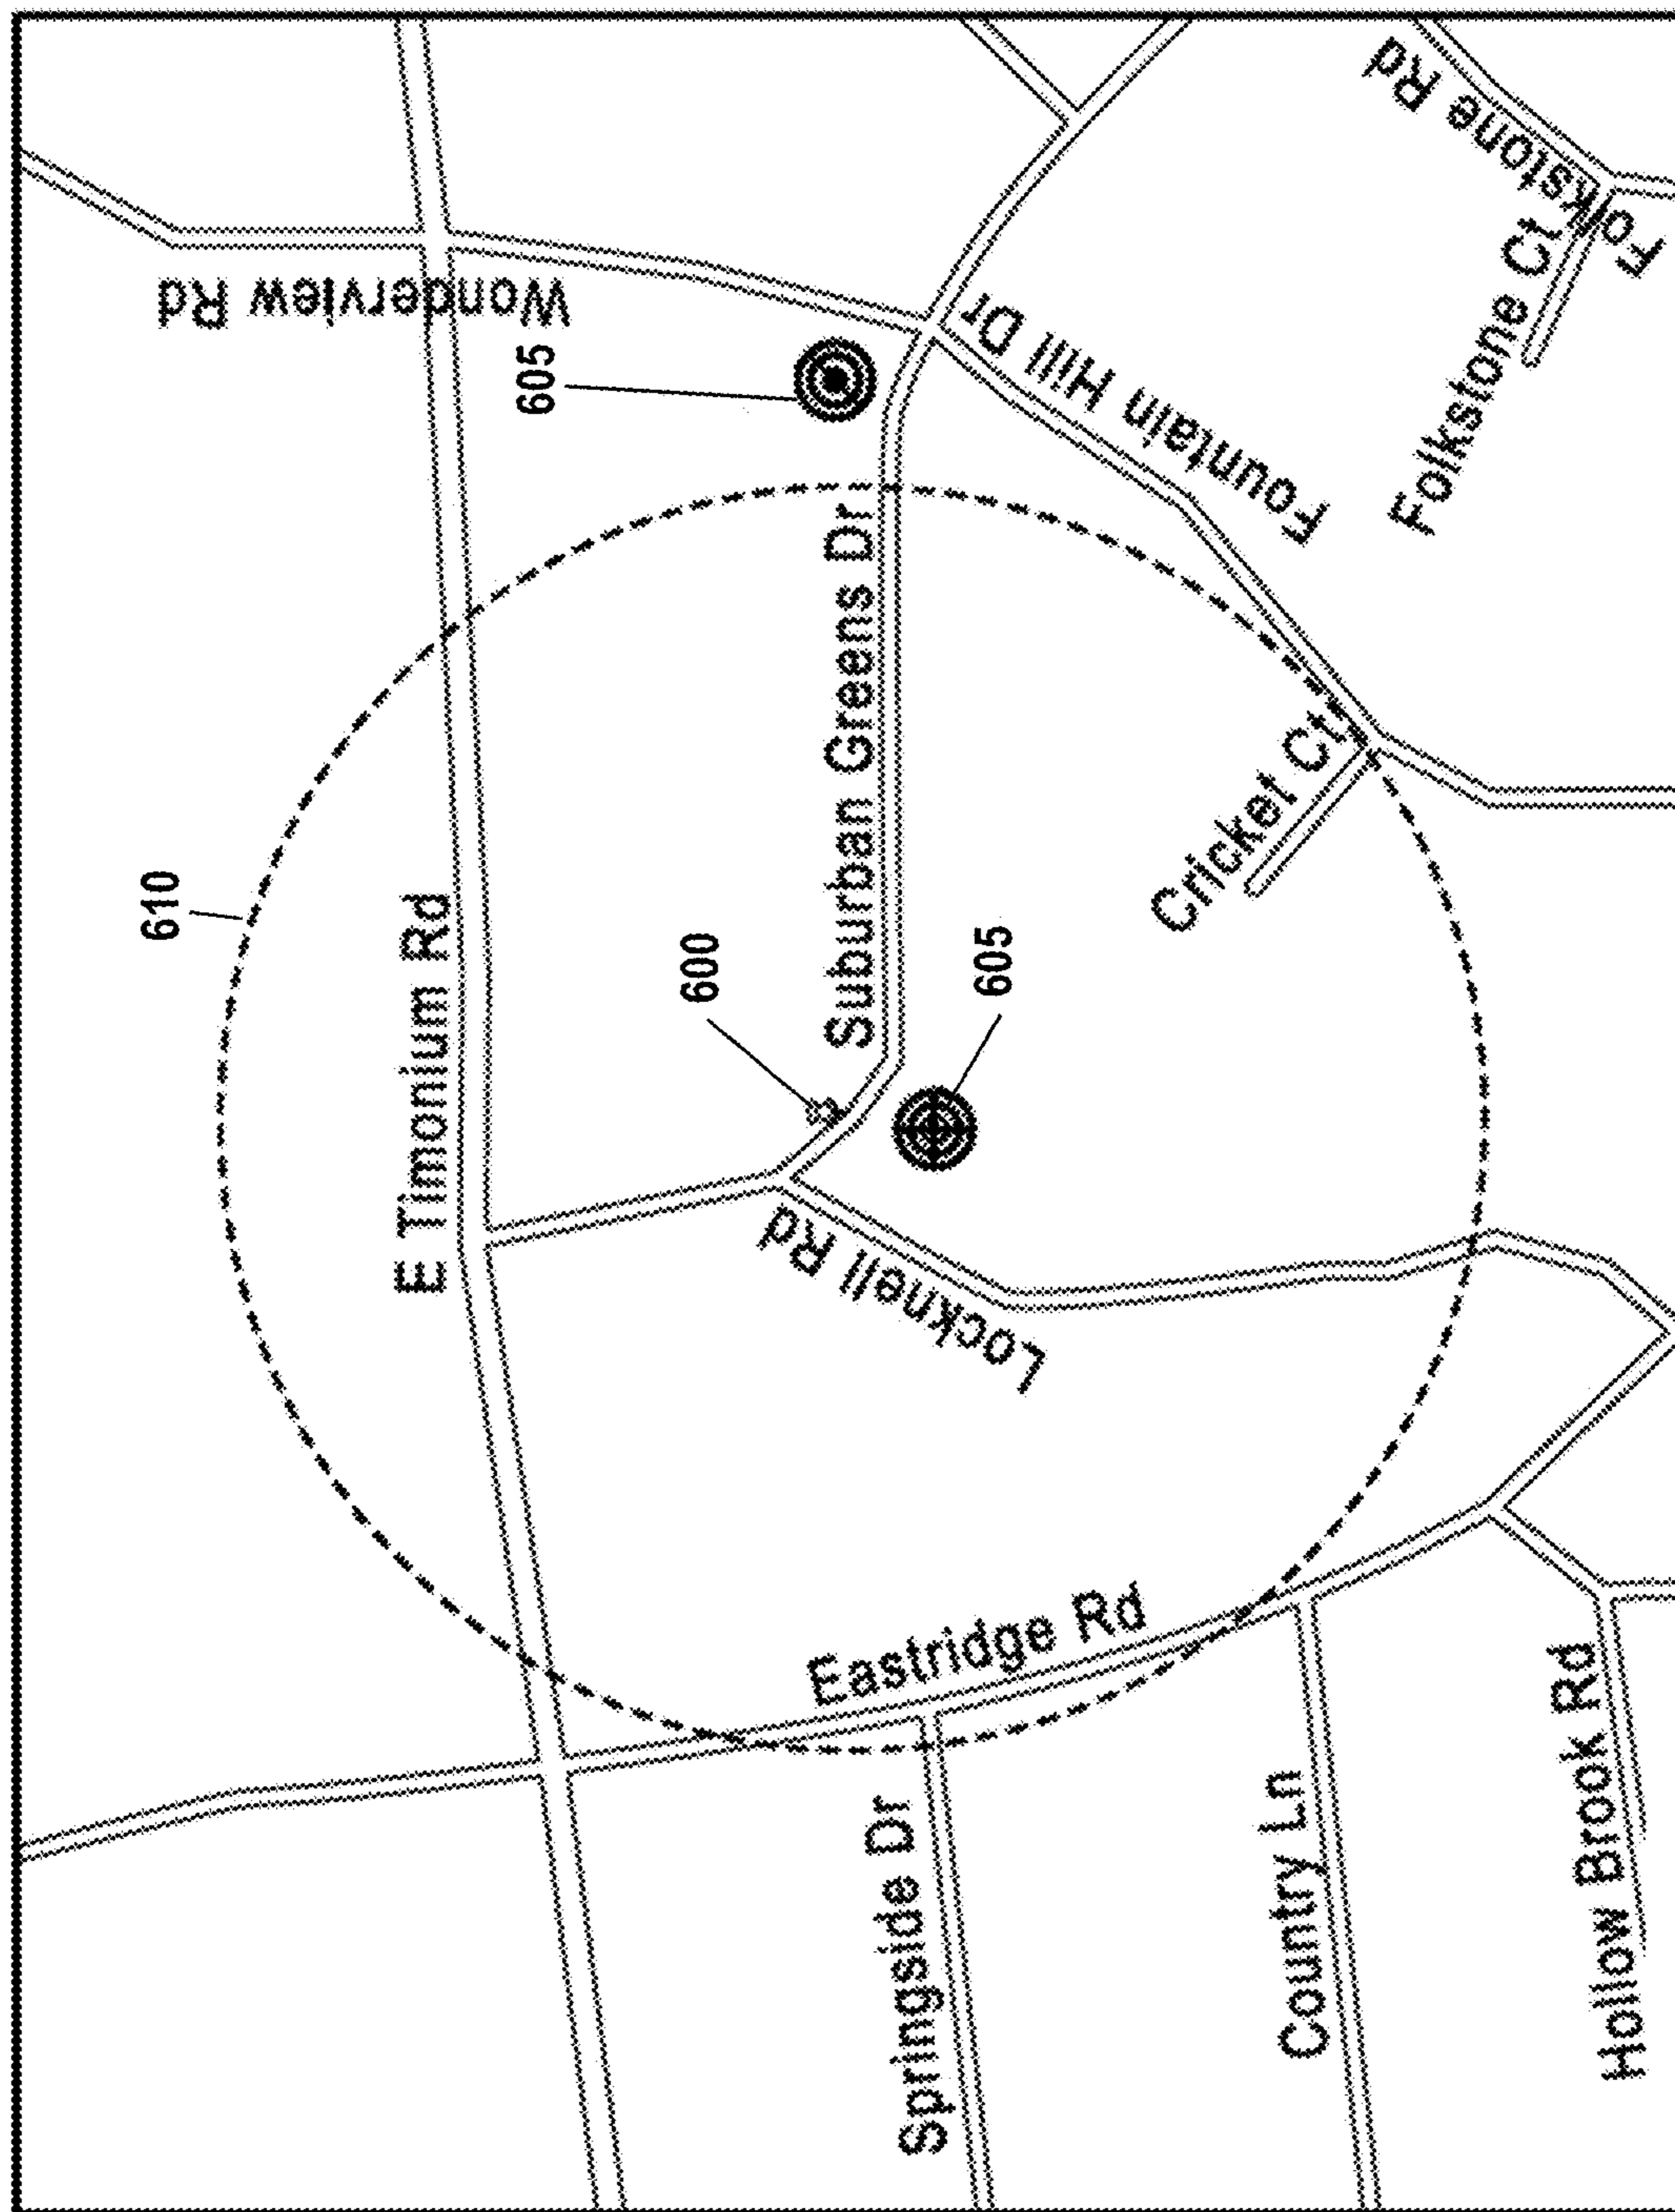 Wonderview Rd
605
610
E Timonium Rd
600
Suburban Greens Dr
605
Fountain Hill Dr
Folkstone Rd
Folkstone Ct
Cricket Ct
Locknell Rd
Eastridge Rd
Springside Dr
Country Ln
Hollow Brook Rd